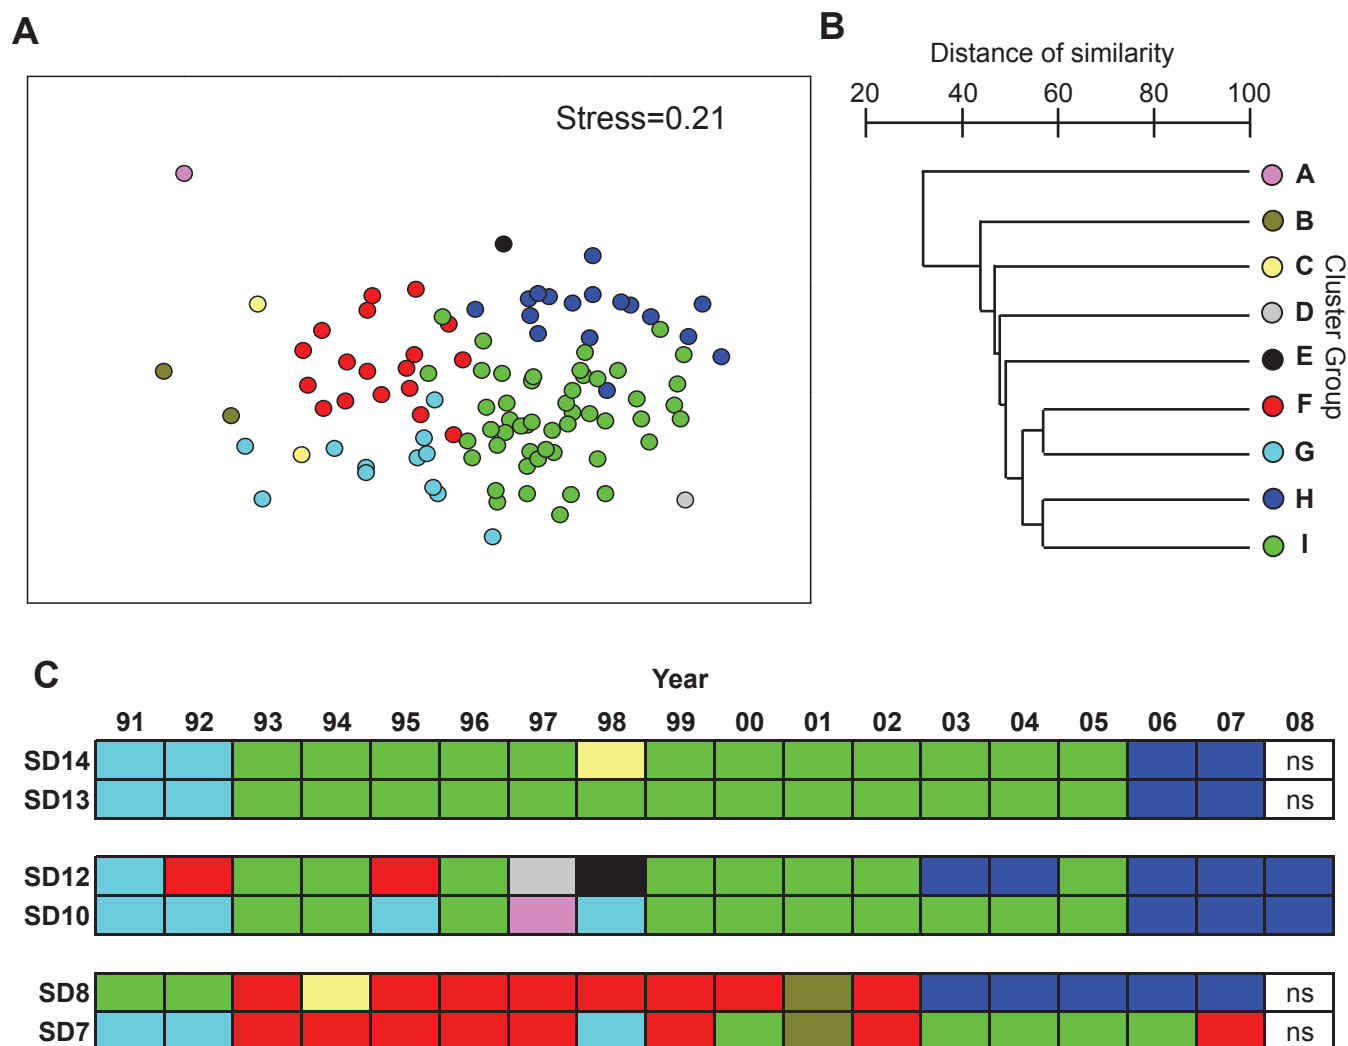 A
Stress=0.21
B
Distance of similarity
20 40 60 80 100
A
B
C
D
E
F
G
H
I
Cluster Group
C
Year
91 92 93 94 95 96 97 98 99 00 01 02 03 04 05 06 07 08
SD14 ns
SD13 ns
SD12
SD10
SD8 ns
SD7 ns